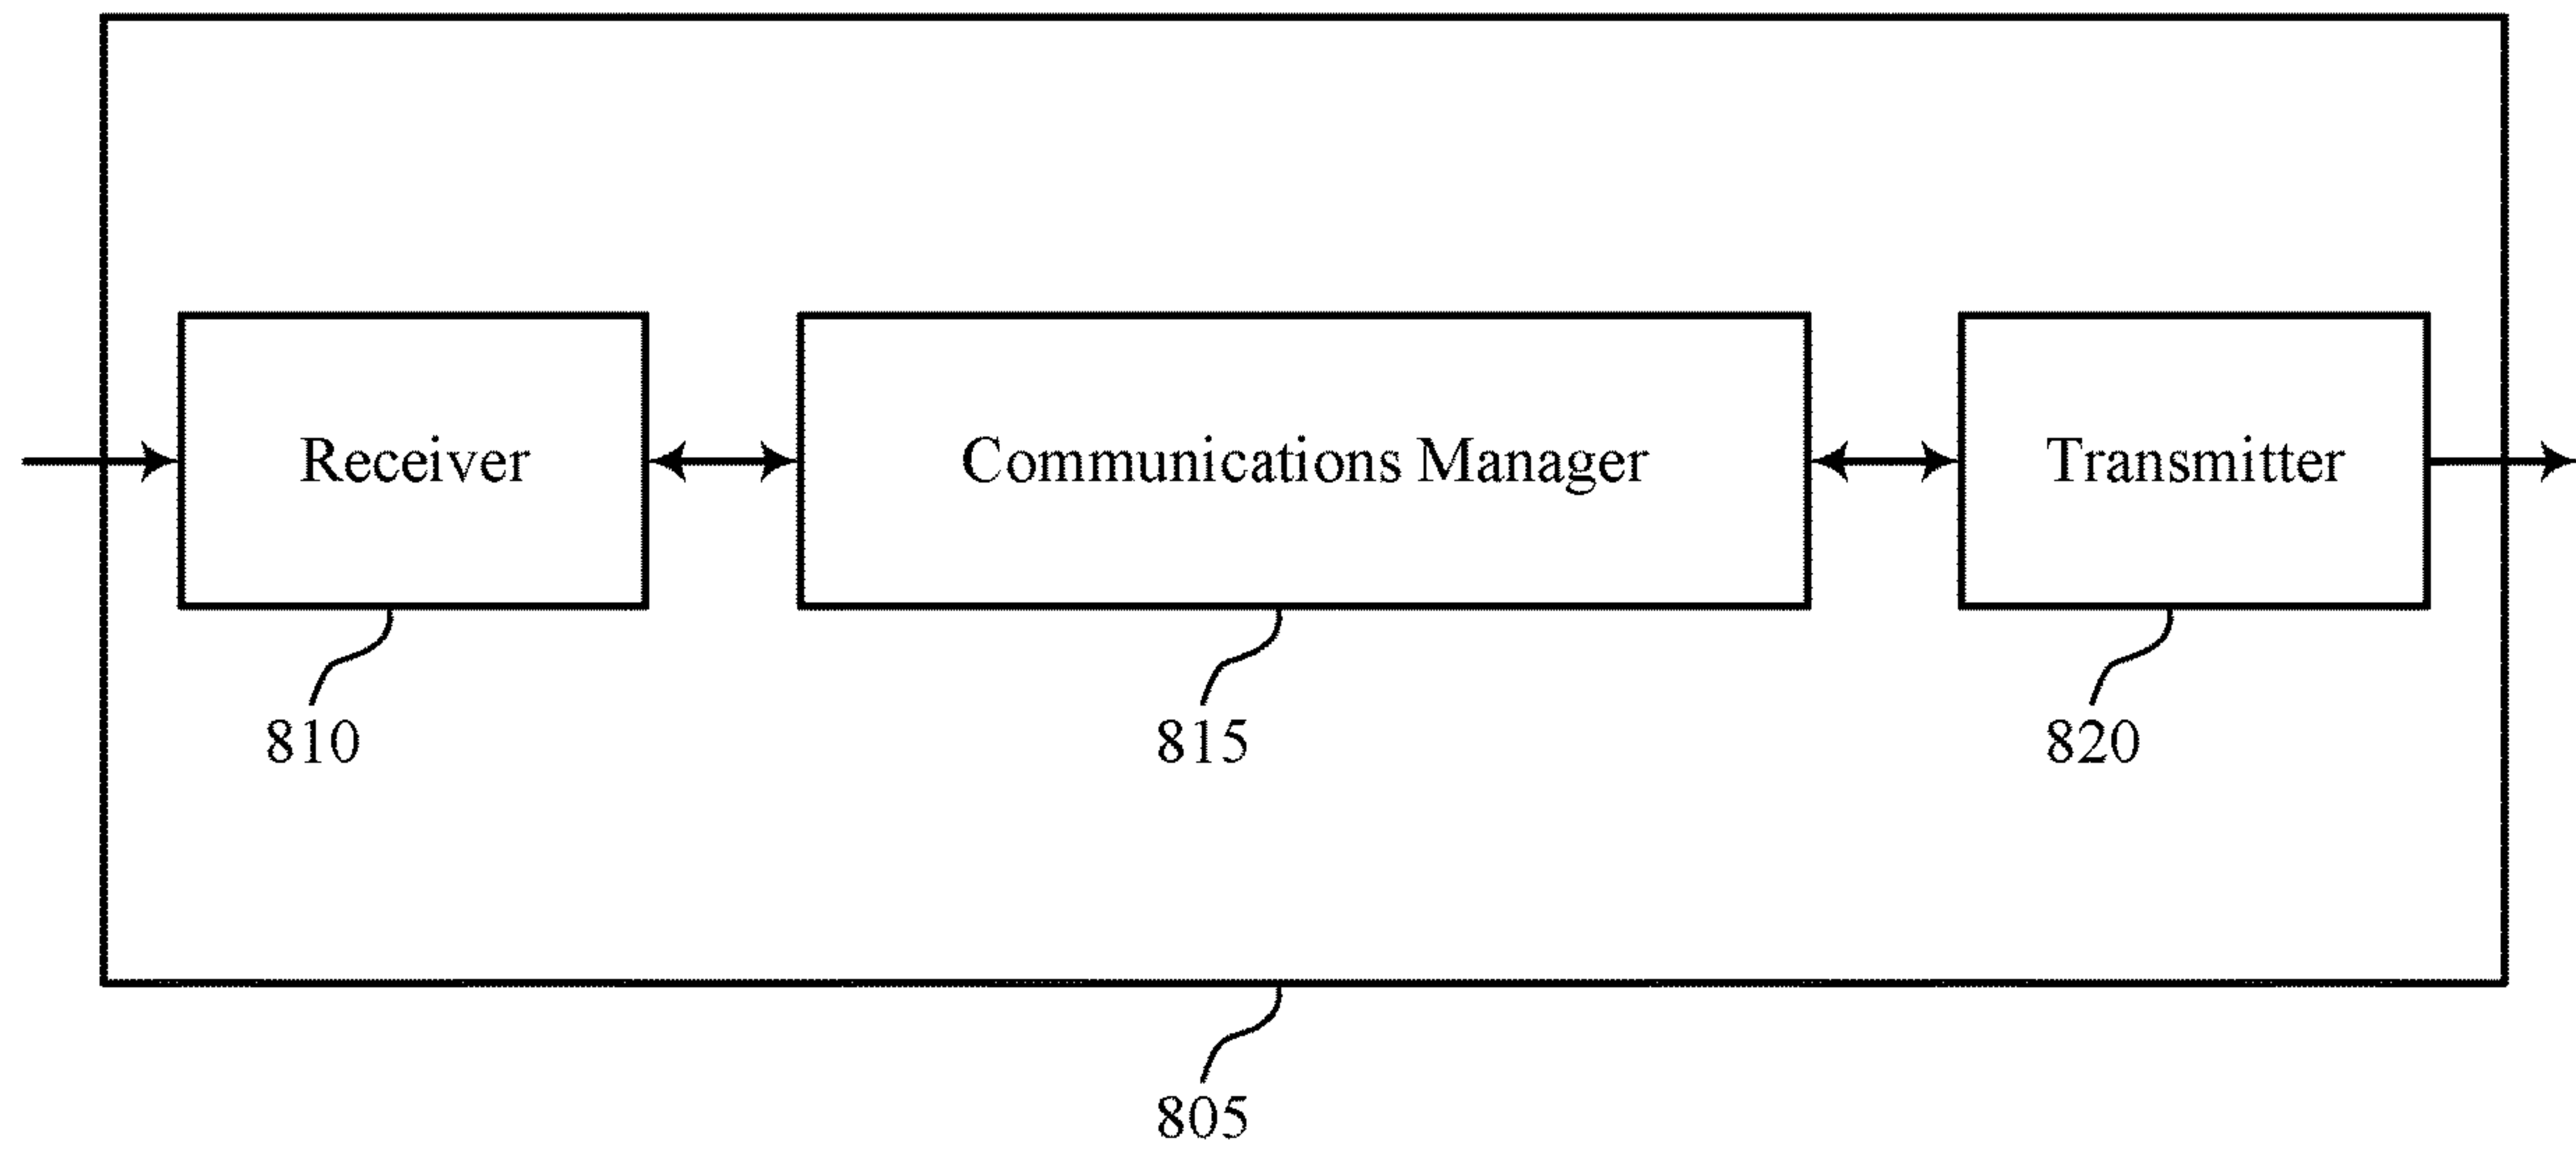 Receiver
Communications Manager
Transmitter
810
815
820
805